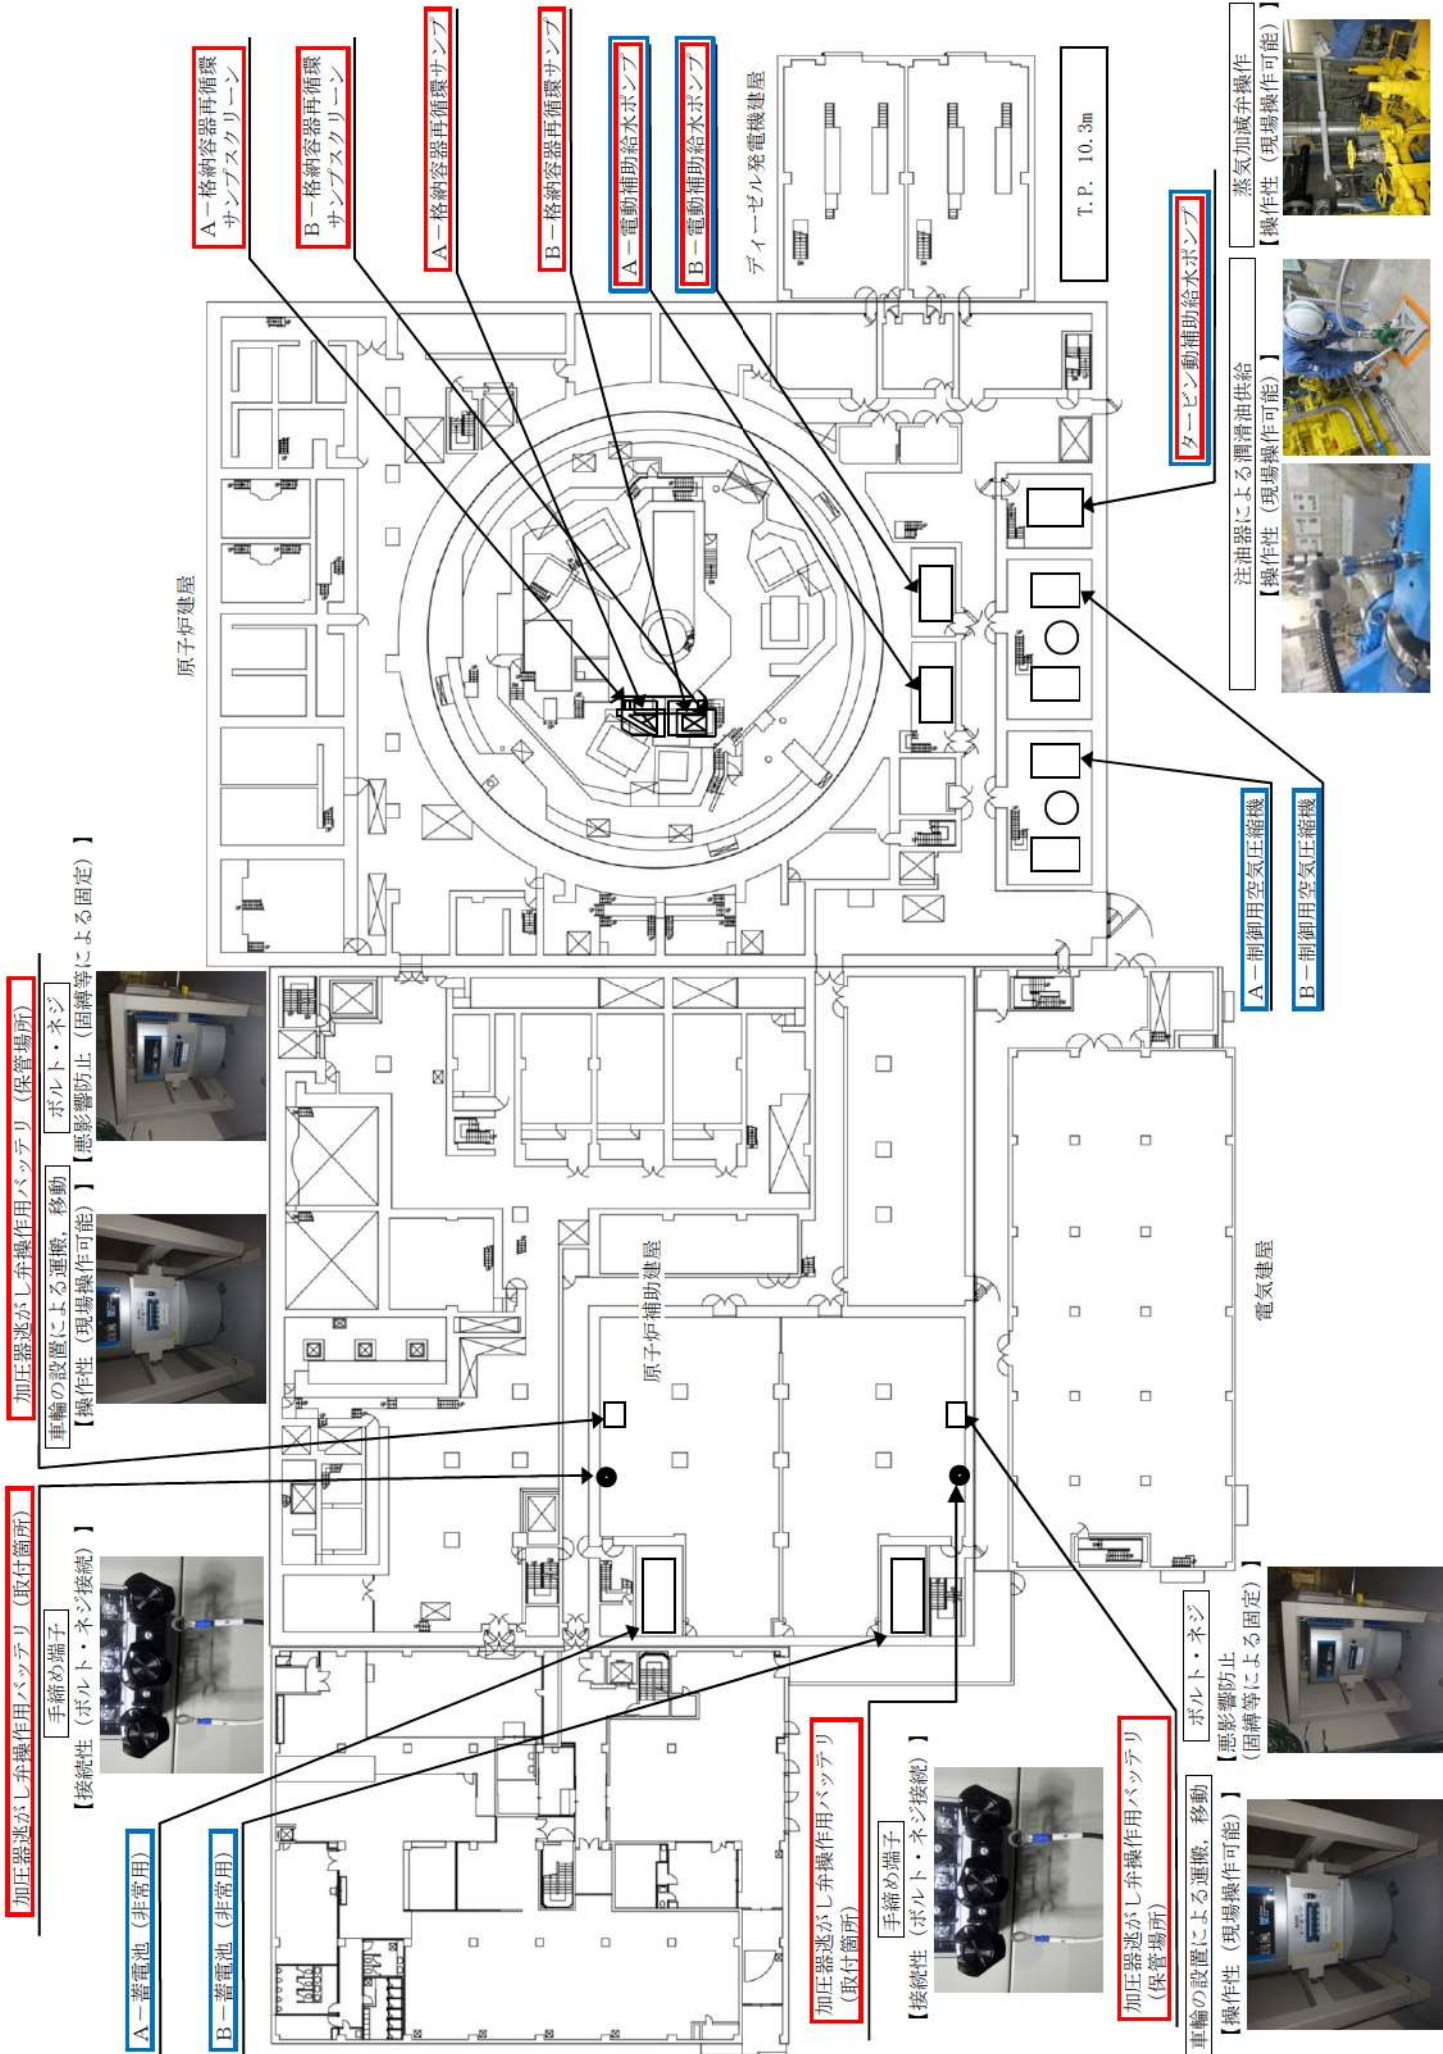 加圧器逃がし弁操作用バッテリ（取付箇所）
手締め端子
【接続性（ボルト・ネジ接続）】
加圧器逃がし弁操作用バッテリ（保管場所）
車輪の設置による運搬，移動
【操作性（現場操作可能）】
ボルト・ネジ
【悪影響防止（固縛等による固定）】
A－蓄電池（非常用）
B－蓄電池（非常用）
原子炉建屋
A－格納容器再循環
サンプスクリーン
B－格納容器再循環
サンプスクリーン
A－格納容器再循環サンプ
B－格納容器再循環サンプ
A－電動補助給水ポンプ
B－電動補助給水ポンプ
ディーゼル発電機建屋
T.P. 10.3m
原子炉補助建屋
加圧器逃がし弁操作用バッテリ
（取付箇所）
手締め端子
【接続性（ボルト・ネジ接続）】
加圧器逃がし弁操作用バッテリ
（保管場所）
車輪の設置による運搬，移動
【操作性（現場操作可能）】
ボルト・ネジ
【悪影響防止
（固縛等による固定）】
電気建屋
A－制御用空気圧縮機
B－制御用空気圧縮機
タービン動補助給水ポンプ
注油器による潤滑油供給
【操作性（現場操作可能）】
蒸気加減弁操作
【操作性（現場操作可能）】